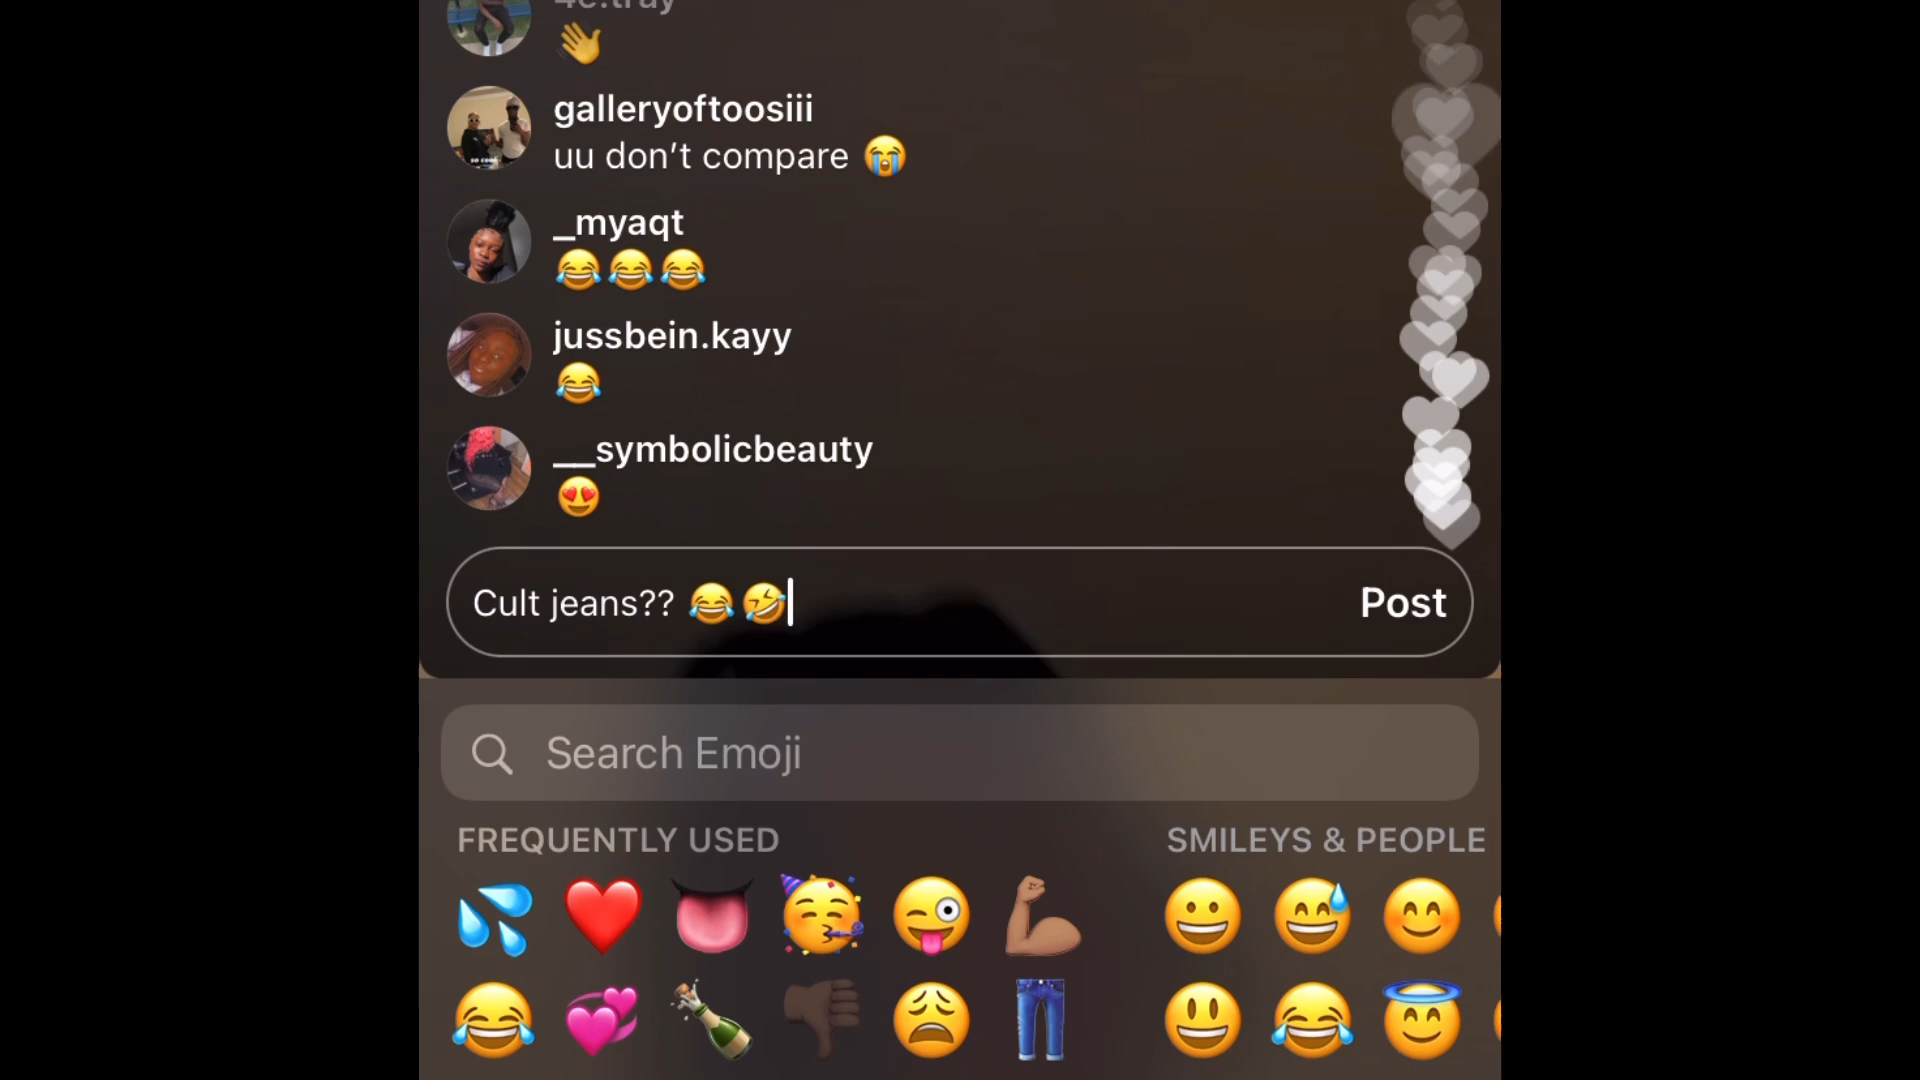 galleryoftoosiii
uu don’t compare 😭
_myaqt
😂😂😂
jussbein.kayy
😂
__symbolicbeauty
😍
Cult jeans?? 😂🤣
Post
Search Emoji
FREQUENTLY USED
SMILEYS & PEOPLE